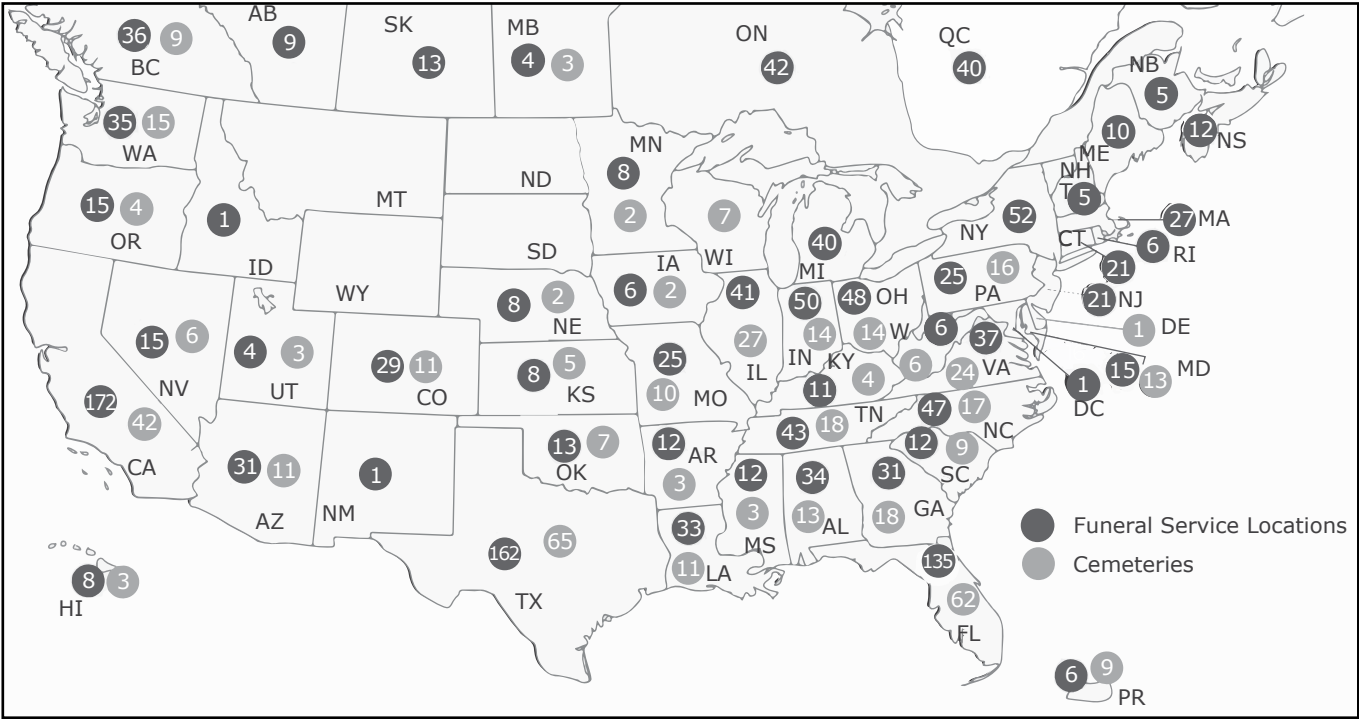 AB
36 9
BC
9
SK
13
MB
4 3
ON
42
QC
40
NB
5
35 15
WA
MT
ND
MN
8
2
10
ME
12 NS
NH
T 5
15 4
OR
1
ID
SD
7
WI
40
MI
52
NY
27 MA
CT
6 RI
21
WY
8 2
NE
IA
6 2
41
27
IL
50
14
IN
48 OH
14
25 16
PA
21 NJ
1 DE
15 6
NV
4 3
UT
29 11
CO
8 5
KS
25
10 MO
KY
11 4
W 6
6
37
24 VA
1
DC
15 MD
13
172
42
CA
31 11
AZ
1
NM
13 7
OK
12
AR
3
43 18
TN
47 17
NC
12 9
SC
12
3
MS
34
13 AL
31
18 GA
162 65
TX
33
11 LA
135
62
FL
8 3
HI
6 9
PR
Funeral Service Locations
Cemeteries